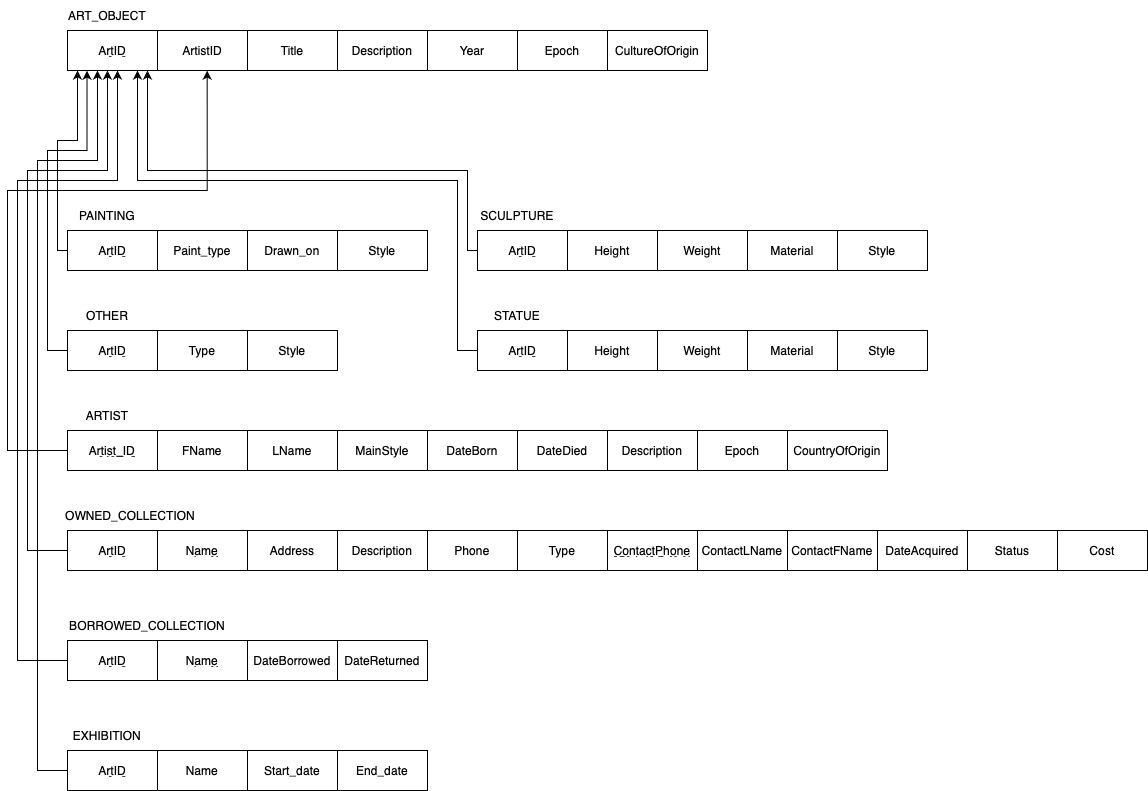 ART_OBJECT
ArtID ArtistID Title Description Year Epoch CultureOfOrigin
PAINTING
ArtID Paint_type Drawn_on Style
SCULPTURE
ArtID Height Weight Material Style
OTHER
ArtID Type Style
STATUE
ArtID Height Weight Material Style
ARTIST
Artist_ID FName LName MainStyle DateBorn DateDied Description Epoch CountryOfOrigin
OWNED_COLLECTION
ArtID Name Address Description Phone Type ContactPhone ContactLName ContactFName DateAcquired Status Cost
BORROWED_COLLECTION
ArtID Name DateBorrowed DateReturned
EXHIBITION
ArtID Name Start_date End_date